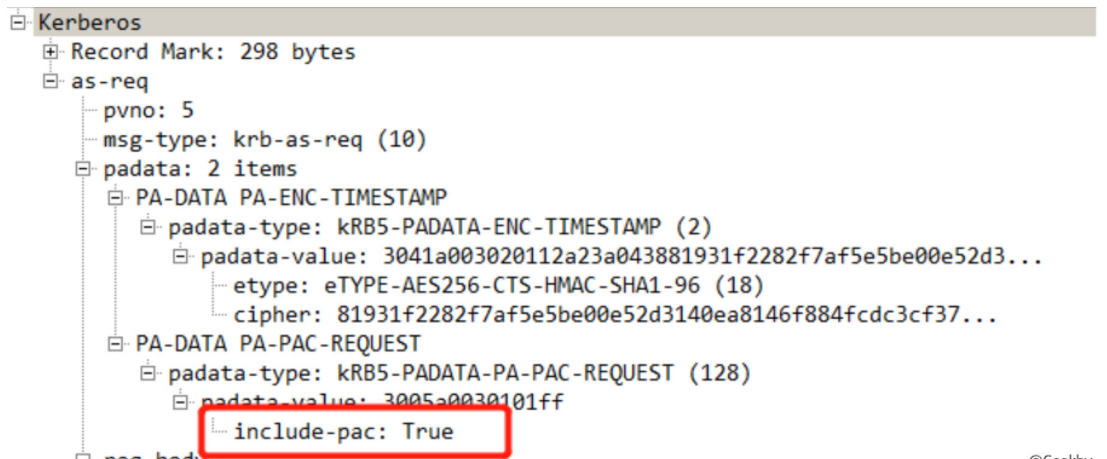 Kerberos
Record Mark: 298 bytes
as-req
pvno: 5
msg-type: krb-as-req (10)
padata: 2 items
PA-DATA PA-ENC-TIMESTAMP
padata-type: kRB5-PADATA-ENC-TIMESTAMP (2)
padata-value: 3041a003020112a23a043881931f2282f7af5e5be00e52d3...
etype: eTYPE-AES256-CTS-HMAC-SHA1-96 (18)
cipher: 81931f2282f7af5e5be00e52d3140ea8146f884fcdc3cf37...
PA-DATA PA-PAC-REQUEST
padata-type: kRB5-PADATA-PA-PAC-REQUEST (128)
padata-value: 3005a0030101ff
include-pac: True